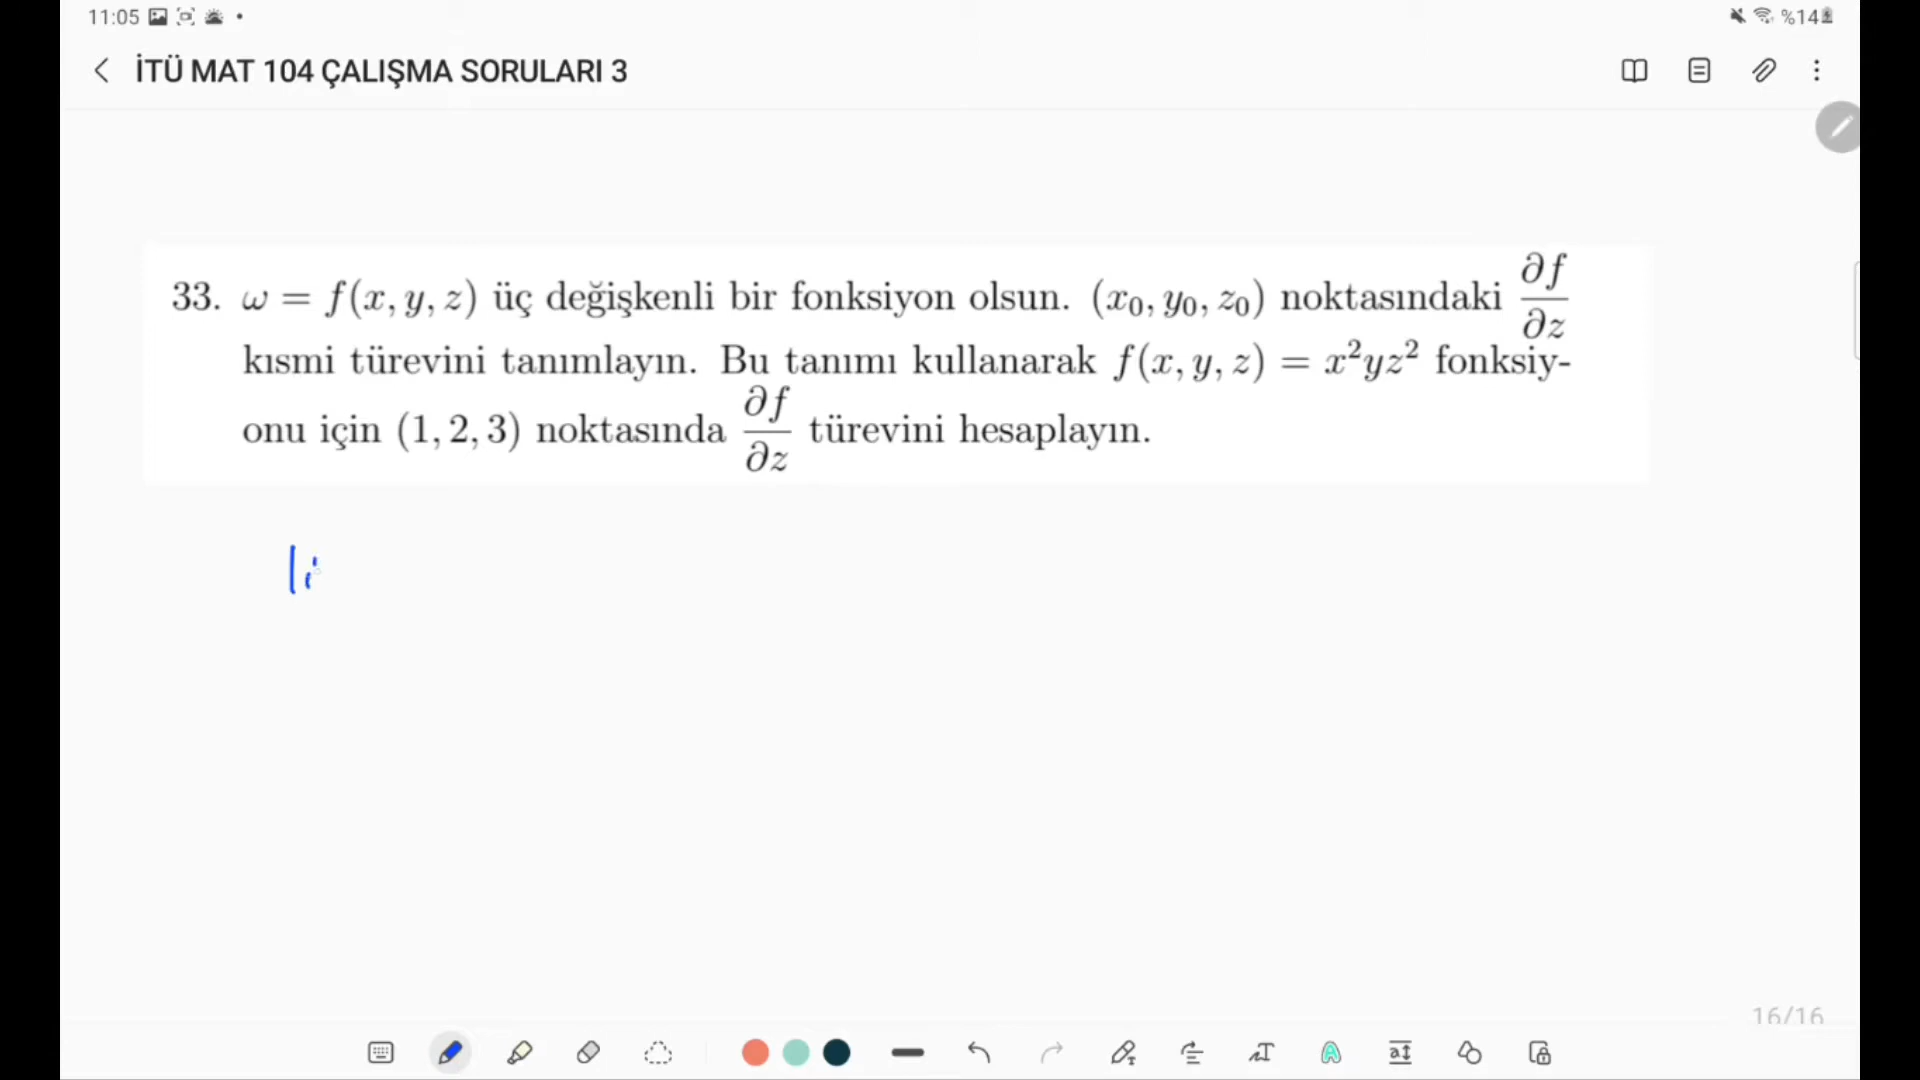 11:05 %14
İTÜ MAT 104 ÇALIŞMA SORULARI 3
33. ω = f(x, y, z) üç değişkenli bir fonksiyon olsun. (x₀, y₀, z₀) noktasındaki ∂f/∂z
kısmi türevini tanımlayın. Bu tanımı kullanarak f(x, y, z) = x²yz² fonksiy-
onu için (1, 2, 3) noktasında ∂f/∂z türevini hesaplayın.
li
16/16